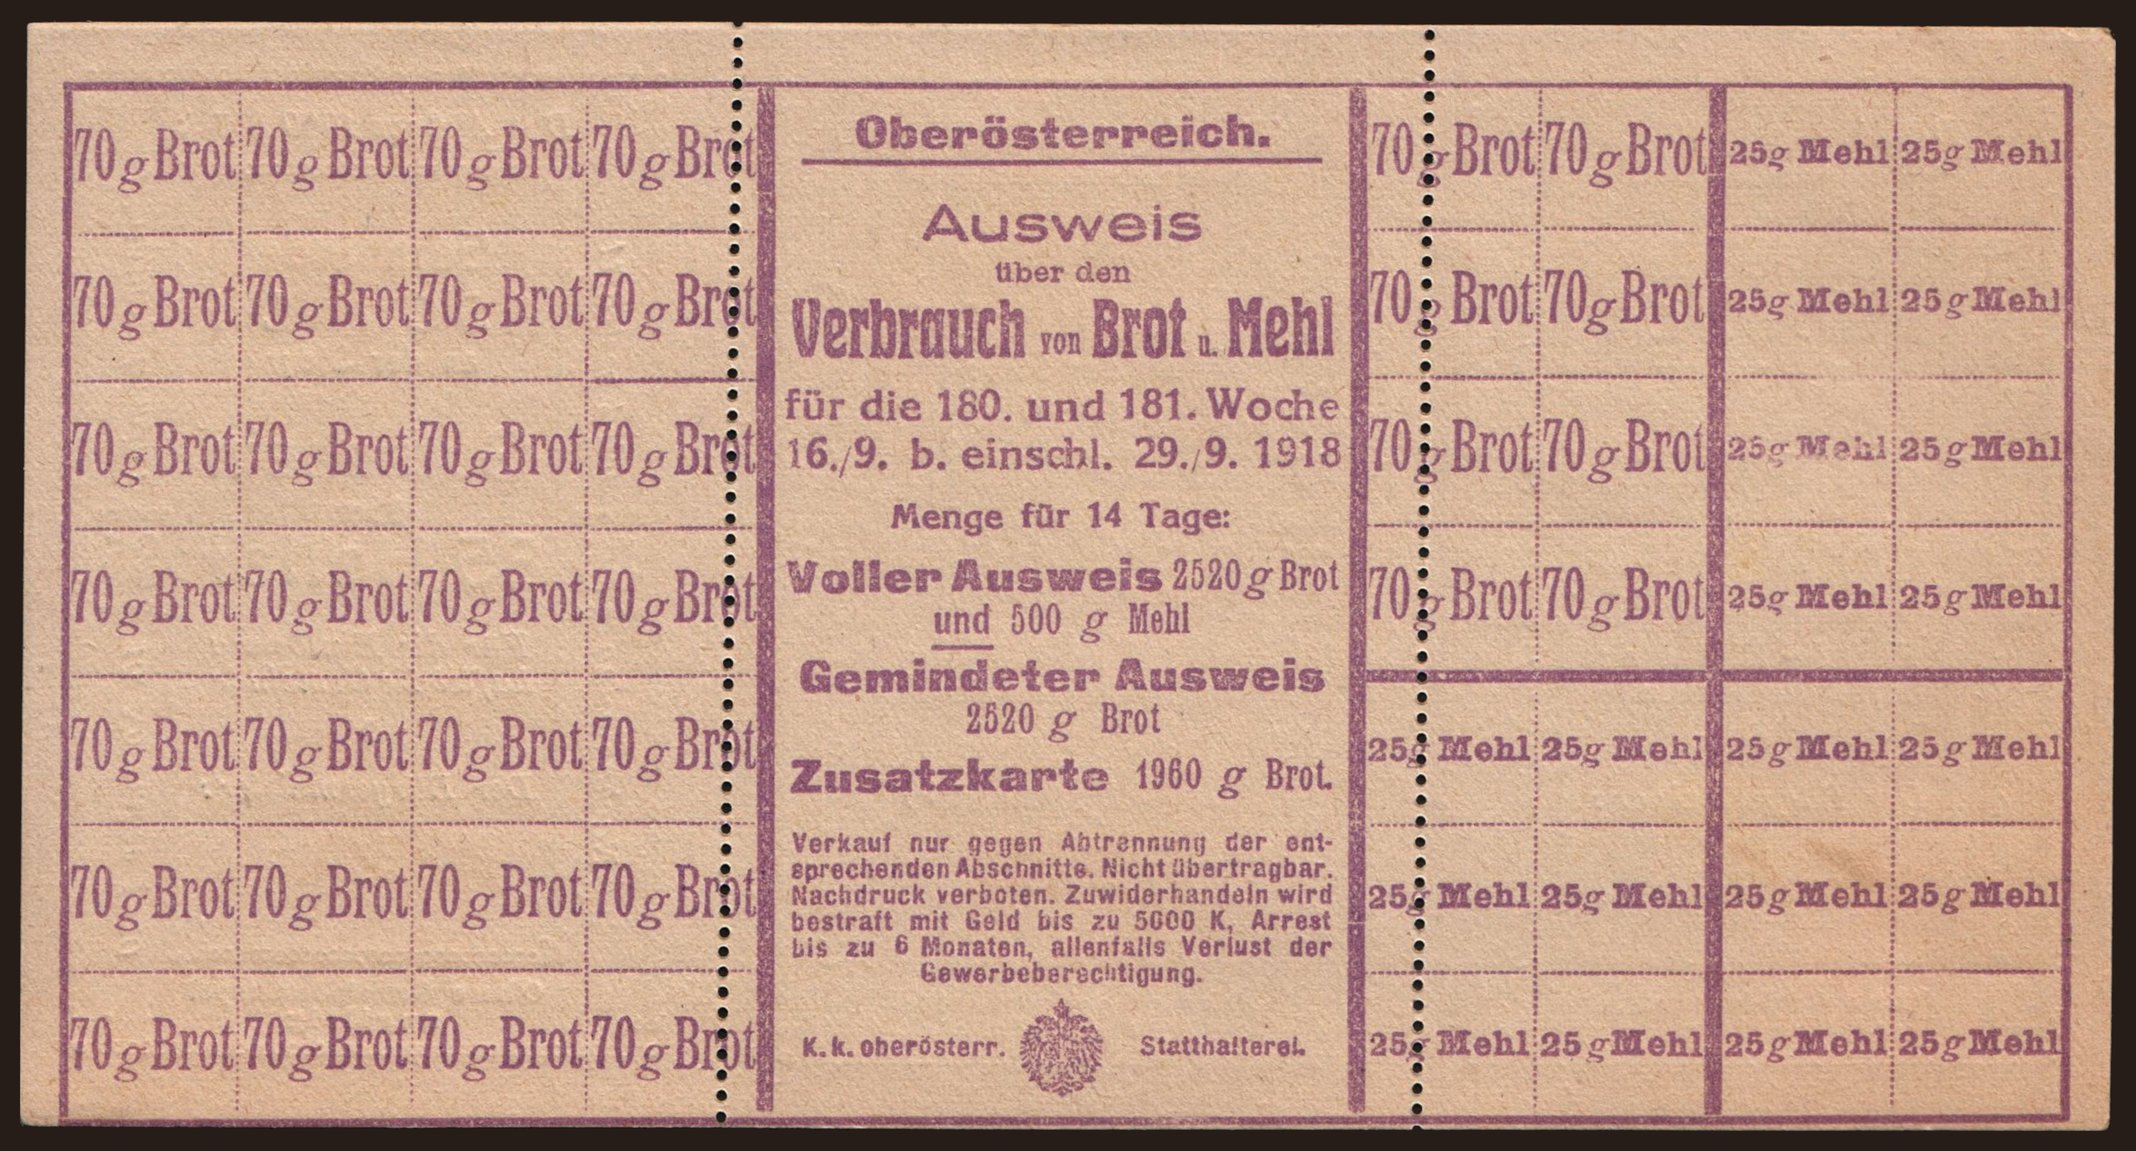 70 g Brot 70 g Brot 70 g Brot 70 g Brot
70 g Brot 70 g Brot 70 g Brot 70 g Brot
70 g Brot 70 g Brot 70 g Brot 70 g Brot
70 g Brot 70 g Brot 70 g Brot 70 g Brot
70 g Brot 70 g Brot 70 g Brot 70 g Brot
70 g Brot 70 g Brot 70 g Brot 70 g Brot
70 g Brot 70 g Brot 70 g Brot 70 g Brot
Oberösterreich.
Ausweis
über den
Verbrauch von Brot u. Mehl
für die 180. und 181. Woche
16./9. b. einschl. 29./9. 1918
Menge für 14 Tage:
Voller Ausweis 2520 g Brot
und 500 g Mehl
Gemindeter Ausweis
2520 g Brot
Zusatzkarte 1960 g Brot.
Verkauf nur gegen Abtrennung der ent-
sprechenden Abschnitte. Nicht übertragbar.
Nachdruck verboten. Zuwiderhandeln wird
bestraft mit Geld bis zu 5000 K, Arrest
bis zu 6 Monaten, allenfalls Verlust der
Gewerbeberechtigung.
K. k. oberösterr. Statthalterei.
70 g Brot 70 g Brot 25 g Mehl 25 g Mehl
70 g Brot 70 g Brot 25 g Mehl 25 g Mehl
70 g Brot 70 g Brot 25 g Mehl 25 g Mehl
70 g Brot 70 g Brot 25 g Mehl 25 g Mehl
25 g Mehl 25 g Mehl 25 g Mehl 25 g Mehl
25 g Mehl 25 g Mehl 25 g Mehl 25 g Mehl
25 g Mehl 25 g Mehl 25 g Mehl 25 g Mehl